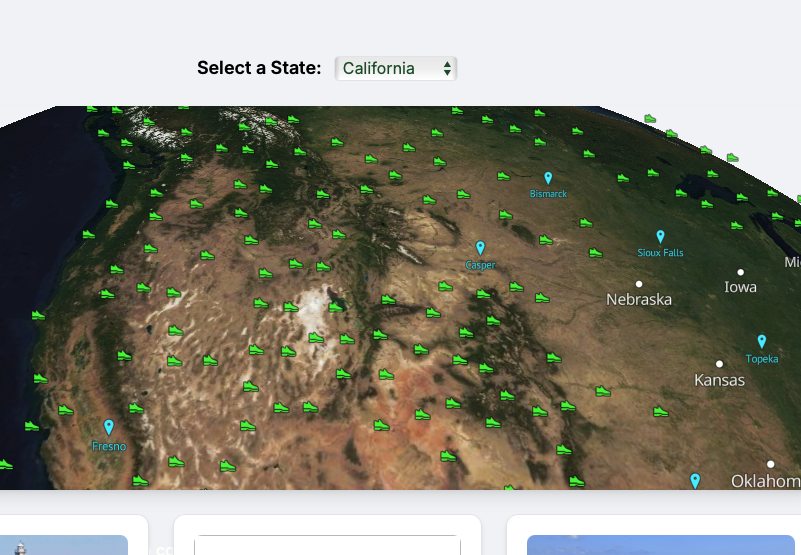 Select a State: California
Bismarck
Sioux Falls
Casper
Mi
Iowa
Nebraska
Topeka
Kansas
Fresno
Oklahom